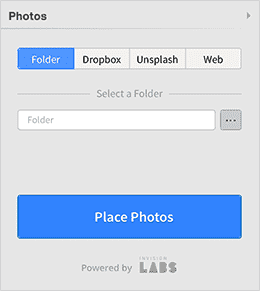 Photos
Folder Dropbox Unsplash Web
Select a Folder
Folder ...
Place Photos
Powered by INVISION LABS